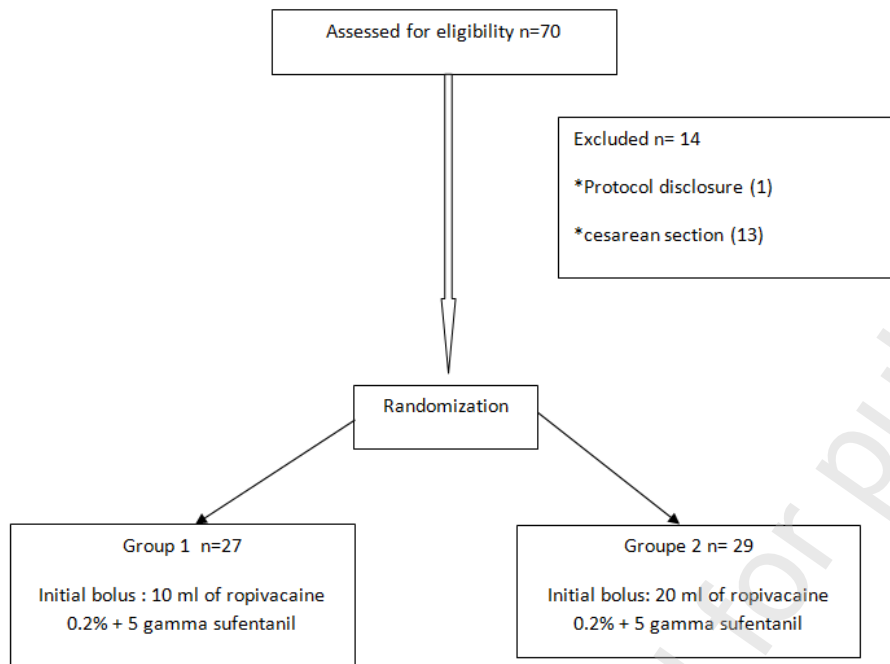 Assessed for eligibility n=70
Excluded n= 14
*Protocol disclosure (1)
*cesarean section (13)
Randomization
Group 1 n=27
Initial bolus : 10 ml of ropivacaine
0.2% + 5 gamma sufentanil
Groupe 2 n= 29
Initial bolus: 20 ml of ropivacaine
0.2% + 5 gamma sufentanil
for